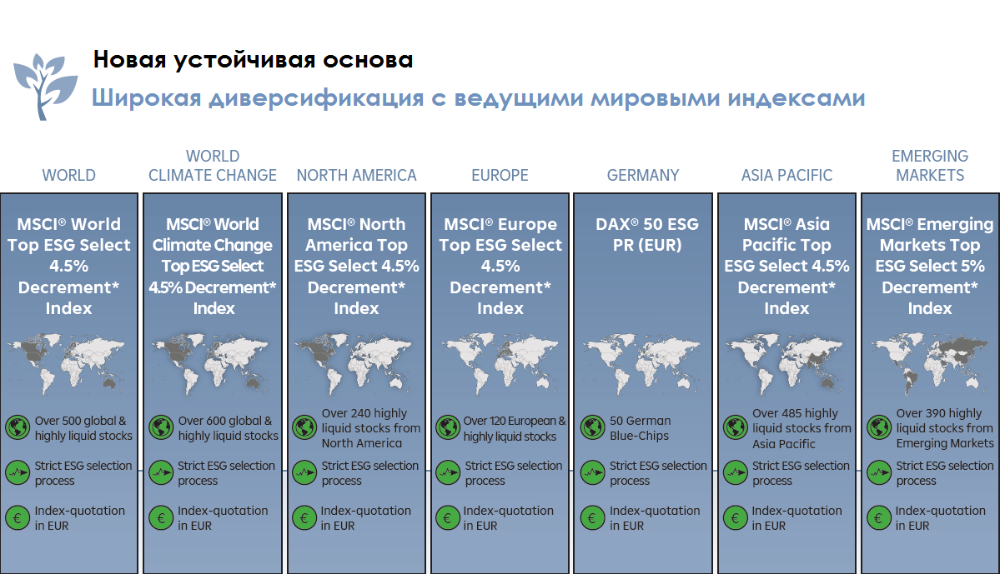 Новая устойчивая основа
Широкая диверсификация с ведущими мировыми индексами
WORLD
WORLD
CLIMATE CHANGE
NORTH AMERICA
EUROPE
GERMANY
ASIA PACIFIC
EMERGING
MARKETS
MSCI® World
Top ESG Select
4.5%
Decrement*
Index
Over 500 global &
highly liquid stocks
Strict ESG selection
process
€
Index-quotation
in EUR
MSCI® World
Climate Change
Top ESG Select
4.5% Decrement*
Index
Over 600 global &
highly liquid stocks
Strict ESG selection
process
€
Index-quotation
in EUR
MSCI® North
America Top
ESG Select 4.5%
Decrement*
Index
Over 240 highly
liquid stocks from
North America
Strict ESG selection
process
€
Index-quotation
in EUR
MSCI® Europe
Top ESG Select
4.5%
Decrement*
Index
Over 120 European &
highly liquid stocks
Strict ESG selection
process
€
Index-quotation
in EUR
DAX® 50 ESG
PR (EUR)
50 German
Blue-Chips
Strict ESG selection
process
€
Index-quotation
in EUR
MSCI® Asia
Pacific Top
ESG Select 4.5%
Decrement*
Index
Over 485 highly
liquid stocks from
Asia Pacific
Strict ESG selection
process
€
Index-quotation
in EUR
MSCI® Emerging
Markets Top
ESG Select 5%
Decrement*
Index
Over 390 highly
liquid stocks from
Emerging Markets
Strict ESG selection
process
€
Index-quotation
in EUR